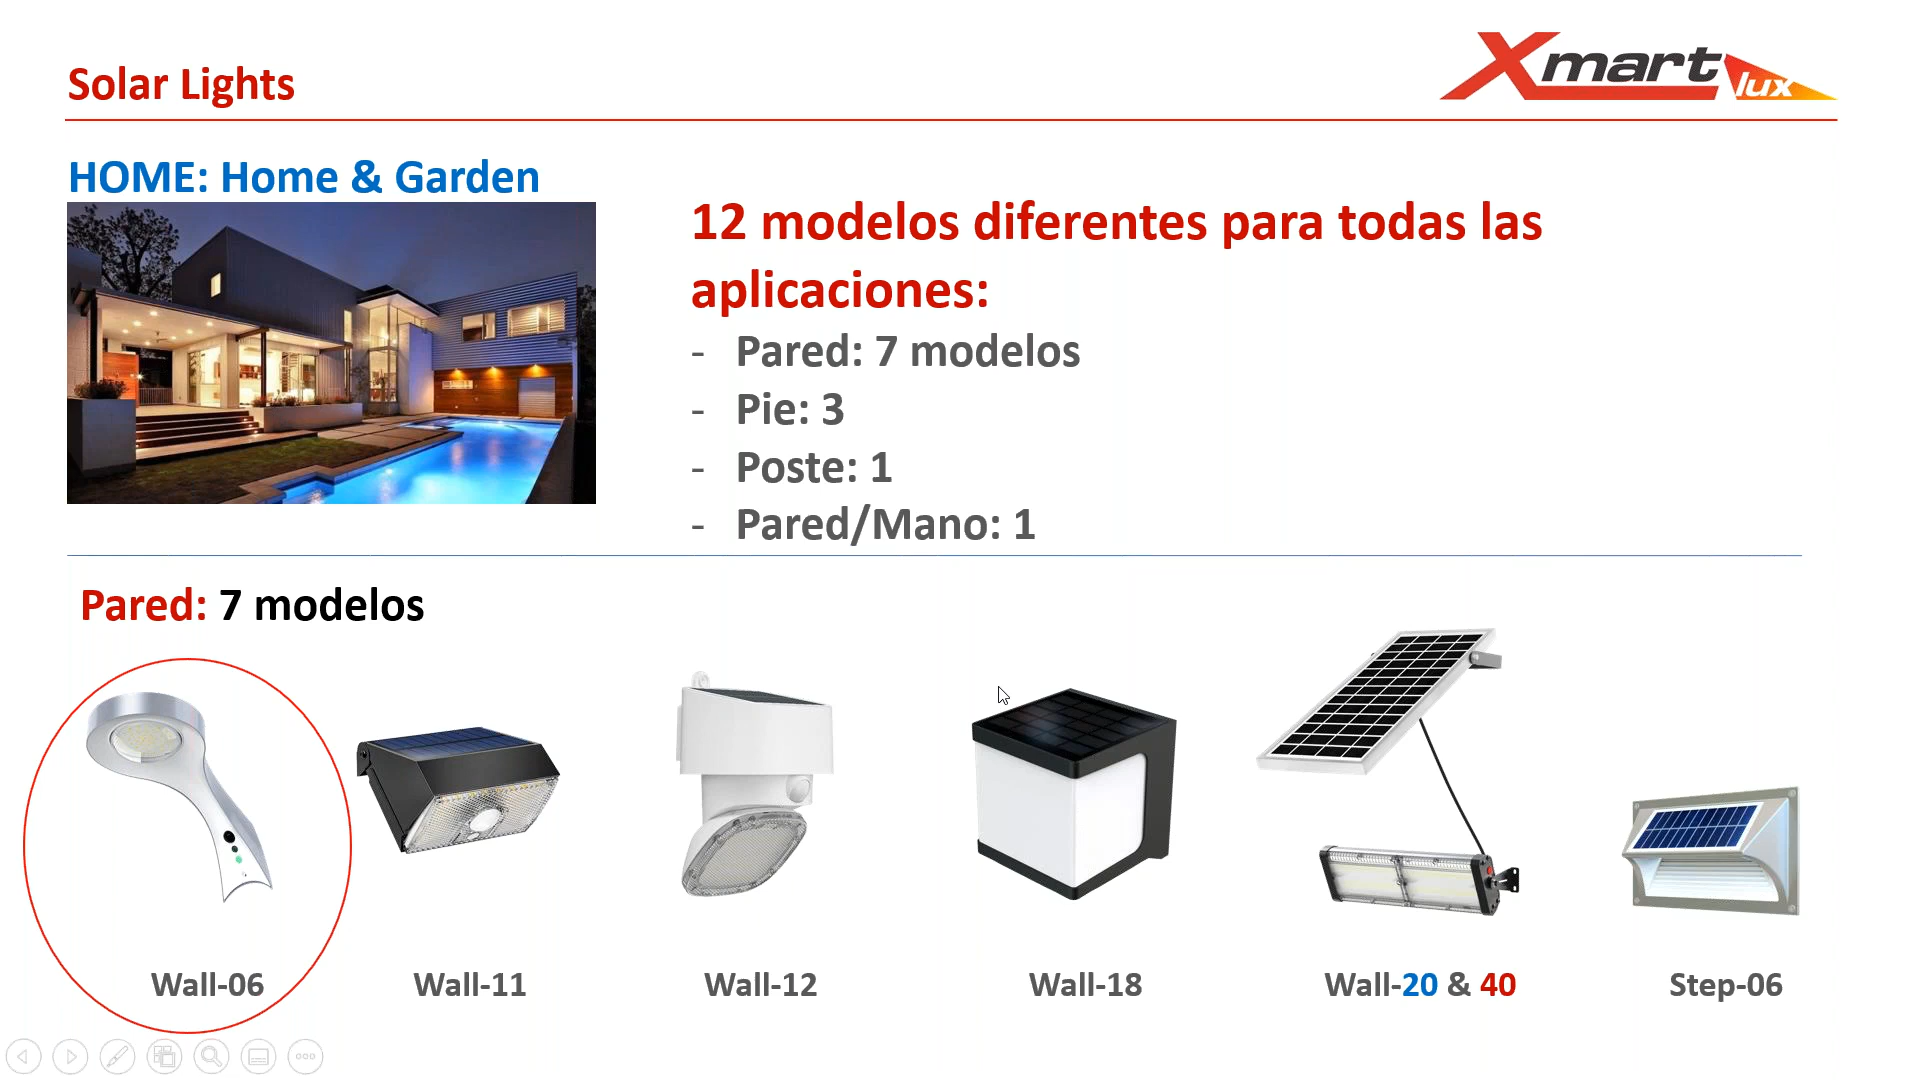 Solar Lights
Xmart lux
HOME: Home & Garden
12 modelos diferentes para todas las
aplicaciones:
- Pared: 7 modelos
- Pie: 3
- Poste: 1
- Pared/Mano: 1
Pared: 7 modelos
Wall-06
Wall-11
Wall-12
Wall-18
Wall-20 & 40
Step-06